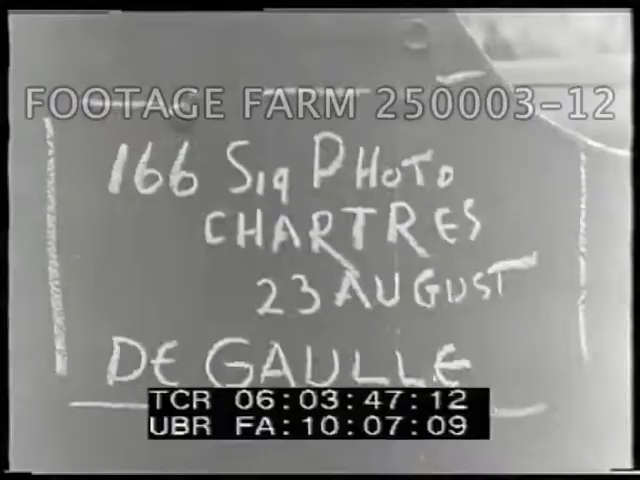 FOOTAGE FARM 250003-12
166 Sig PHOTO
CHARTRES
23 AUGUST
DE GAULLE
TCR 06:03:47:12
UBR FA:10:07:09